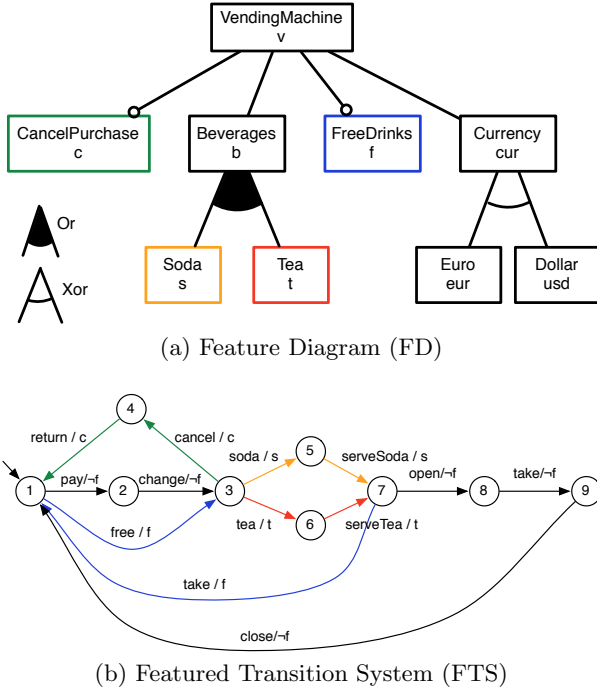 VendingMachine
v
CancelPurchase
c
Beverages
b
FreeDrinks
f
Currency
cur
Or
Xor
Soda
s
Tea
t
Euro
eur
Dollar
usd
(a) Feature Diagram (FD)
4
return / c
cancel / c
soda / s
5
serveSoda / s
1
pay/¬f
2
change/¬f
3
7
open/¬f
8
take/¬f
9
free / f
tea / t
6
serveTea / t
take / f
close/¬f
(b) Featured Transition System (FTS)